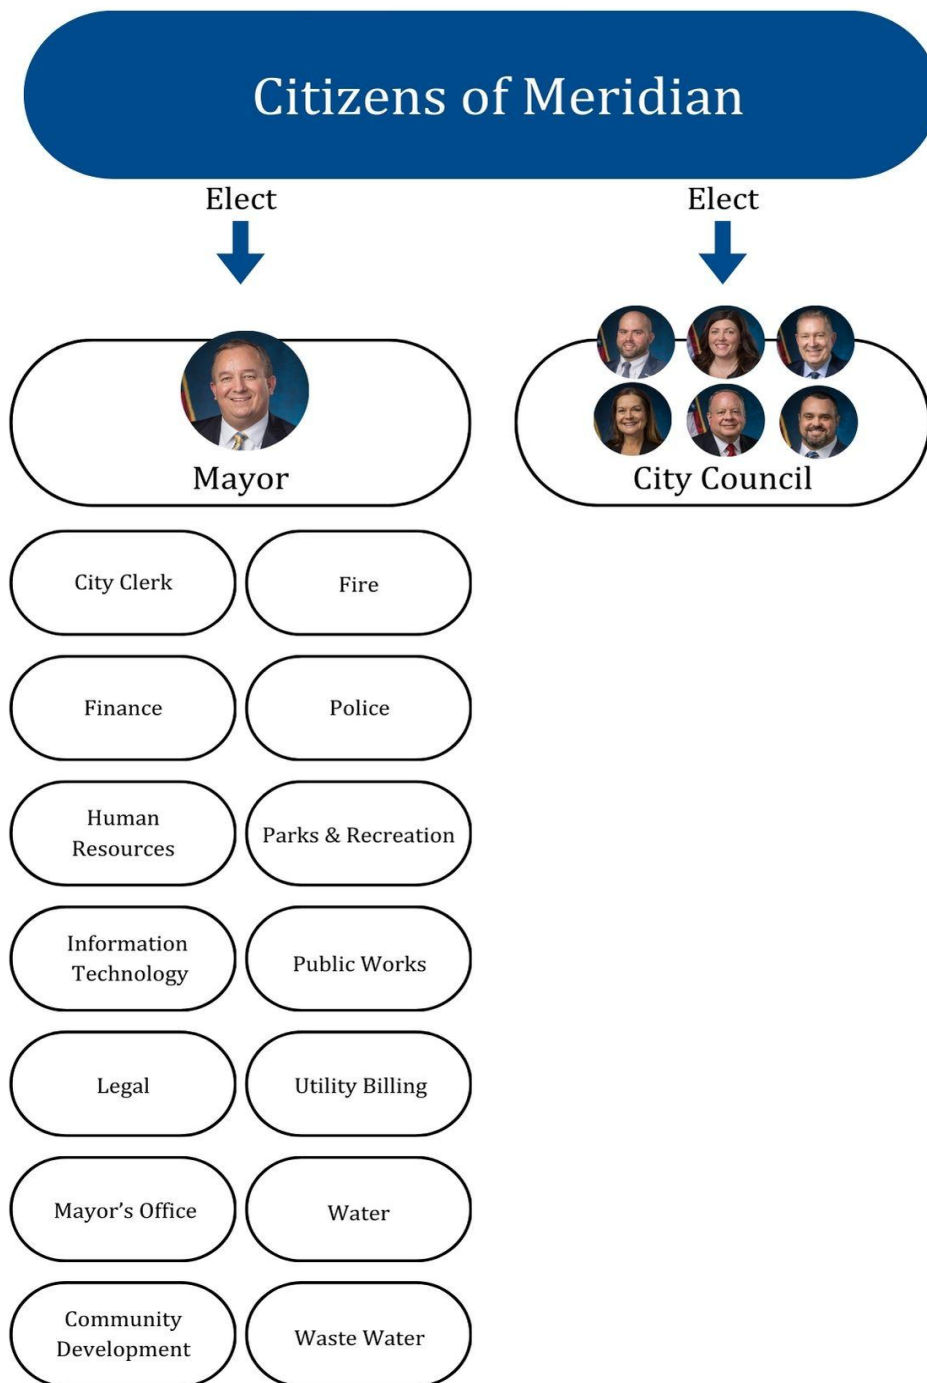 Citizens of Meridian
Elect
Elect
Mayor
City Council
City Clerk
Fire
Finance
Police
Human
Resources
Parks & Recreation
Information
Technology
Public Works
Legal
Utility Billing
Mayor’s Office
Water
Community
Development
Waste Water